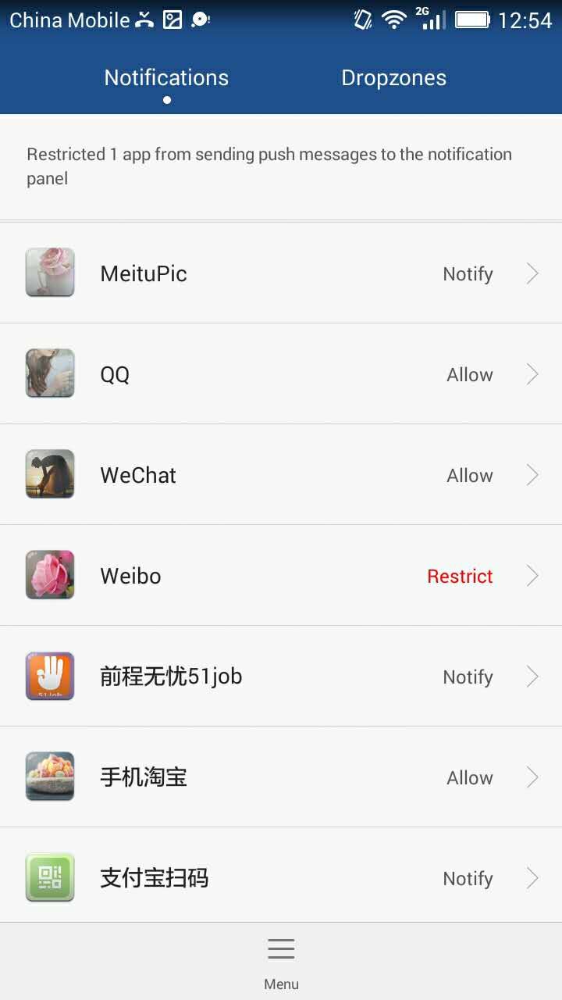 China Mobile 2G 12:54
Notifications Dropzones
Restricted 1 app from sending push messages to the notification
panel
MeituPic Notify
QQ Allow
WeChat Allow
Weibo Restrict
前程无忧51job Notify
51job
手机淘宝 Allow
支付宝扫码 Notify
Menu